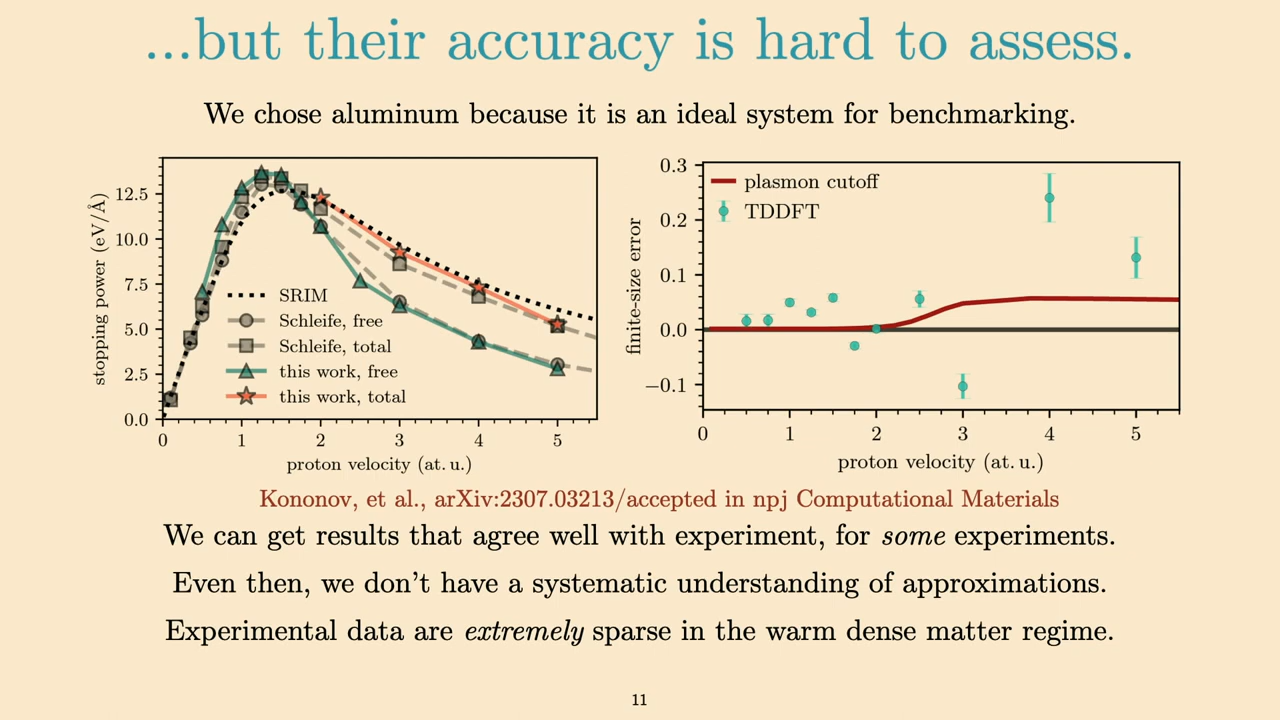 ...but their accuracy is hard to assess.
We chose aluminum because it is an ideal system for benchmarking.
stopping power (eV/Å)
12.5
10.0
7.5
5.0
2.5
0.0
SRIM
Schleife, free
Schleife, total
this work, free
this work, total
0 1 2 3 4 5
proton velocity (at. u.)
finite-size error
0.3
0.2
0.1
0.0
−0.1
plasmon cutoff
TDDFT
0 1 2 3 4 5
proton velocity (at. u.)
Kononov, et al., arXiv:2307.03213/accepted in npj Computational Materials
We can get results that agree well with experiment, for some experiments.
Even then, we don’t have a systematic understanding of approximations.
Experimental data are extremely sparse in the warm dense matter regime.
11